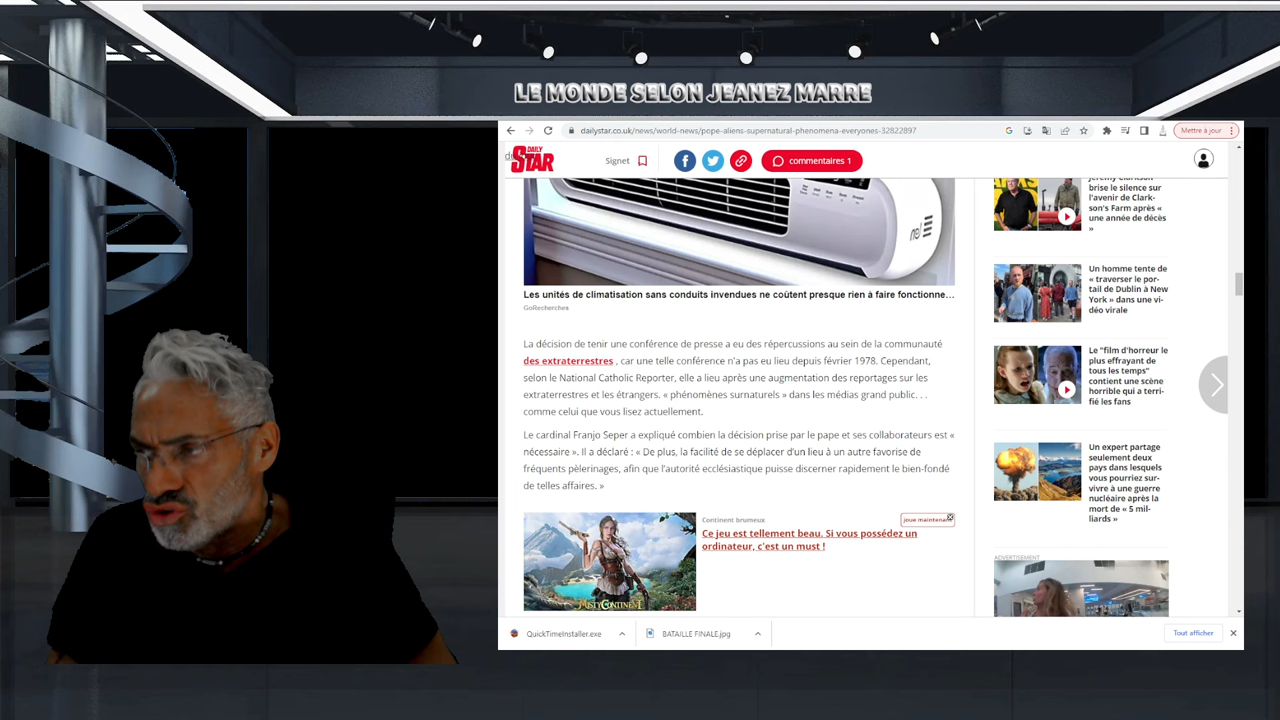 LE MONDE SELON JEANEZ MARRE
dailystar.co.uk/news/world-news/pope-aliens-supernatural-phenomena-everyones-32822897
Mettre à jour
DAILY
STAR
Signet
commentaires 1
Les unités de climatisation sans conduits invendues ne coûtent presque rien à faire fonctionne…
GoRecherches
La décision de tenir une conférence de presse a eu des répercussions au sein de la communauté
des extraterrestres , car une telle conférence n'a pas eu lieu depuis février 1978. Cependant,
selon le National Catholic Reporter, elle a lieu après une augmentation des reportages sur les
extraterrestres et les étrangers. « phénomènes surnaturels » dans les médias grand public. . .
comme celui que vous lisez actuellement.
Le cardinal Franjo Seper a expliqué combien la décision prise par le pape et ses collaborateurs est «
nécessaire ». Il a déclaré : « De plus, la facilité de se déplacer d'un lieu à un autre favorise de
fréquents pèlerinages, afin que l'autorité ecclésiastique puisse discerner rapidement le bien-fondé
de telles affaires. »
Continent brumeux
joue maintenant
Ce jeu est tellement beau. Si vous possédez un
ordinateur, c'est un must !
MISTY CONTINENT
Jeremy Clarkson
brise le silence sur
l'avenir de Clark-
son's Farm après «
une année de décès
»
Un homme tente de
« traverser le por-
tail de Dublin à New
York » dans une vi-
déo virale
Le "film d'horreur le
plus effrayant de
tous les temps"
contient une scène
horrible qui a terri-
fié les fans
Un expert partage
seulement deux
pays dans lesquels
vous pourriez sur-
vivre à une guerre
nucléaire après la
mort de « 5 mil-
liards »
ADVERTISEMENT
QuickTimeInstaller.exe
BATAILLE FINALE.jpg
Tout afficher